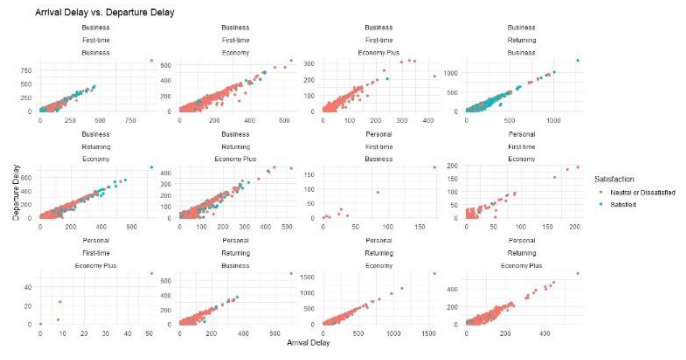 Arrival Delay vs. Departure Delay
Business Business Business Business
First-time First-time First-time Returning
Business Economy Economy Plus Business
750
500
250
0
0 250 500 750
600
400
200
0
0 200 400 600
300
200
100
0
0 100 200 300 400
1000
500
0
0 500 1000
Business Business Personal Personal
Returning Returning First-time First-time
Economy Economy Plus Business Economy
600
400
200
0
0 200 400 600
400
300
200
100
0
0 100 200 300 400 500
150
100
50
0
0 50 100 150
200
150
100
50
0
0 50 100 150 200
Personal Personal Personal Personal
First-time Returning Returning Returning
Economy Plus Business Economy Economy Plus
40
20
0
0 10 20 30 40 50
600
400
200
0
0 200 400 600
1500
1000
500
0
0 500 1000 1500
400
200
0
0 200 400
Departure Delay
Arrival Delay
Satisfaction
Neutral or Dissatisfied
Satisfied